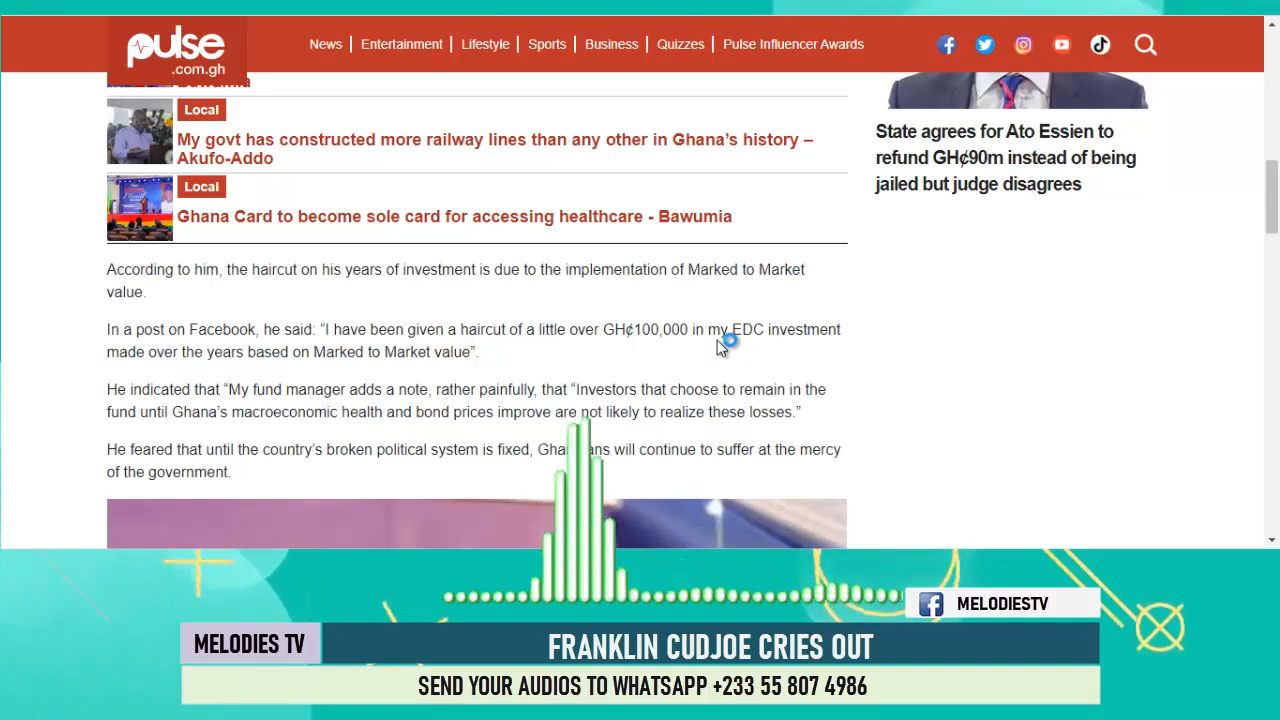 pulse
.com.gh
News
Entertainment
Lifestyle
Sports
Business
Quizzes
Pulse Influencer Awards
Local
My govt has constructed more railway lines than any other in Ghana's history –
Akufo-Addo
Local
Ghana Card to become sole card for accessing healthcare - Bawumia
According to him, the haircut on his years of investment is due to the implementation of Marked to Market
value.
In a post on Facebook, he said: “I have been given a haircut of a little over GH¢100,000 in my EDC investment
made over the years based on Marked to Market value”.
He indicated that “My fund manager adds a note, rather painfully, that “Investors that choose to remain in the
fund until Ghana’s macroeconomic health and bond prices improve are not likely to realize these losses.”
He feared that until the country’s broken political system is fixed, Ghanaians will continue to suffer at the mercy
of the government.
State agrees for Ato Essien to
refund GH¢90m instead of being
jailed but judge disagrees
MELODIESTV
MELODIES TV
FRANKLIN CUDJOE CRIES OUT
SEND YOUR AUDIOS TO WHATSAPP +233 55 807 4986